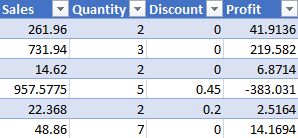 Sales Quantity Discount Profit
261.96 2 0 41.9136
731.94 3 0 219.582
14.62 2 0 6.8714
957.5775 5 0.45 -383.031
22.368 2 0.2 2.5164
48.86 7 0 14.1694